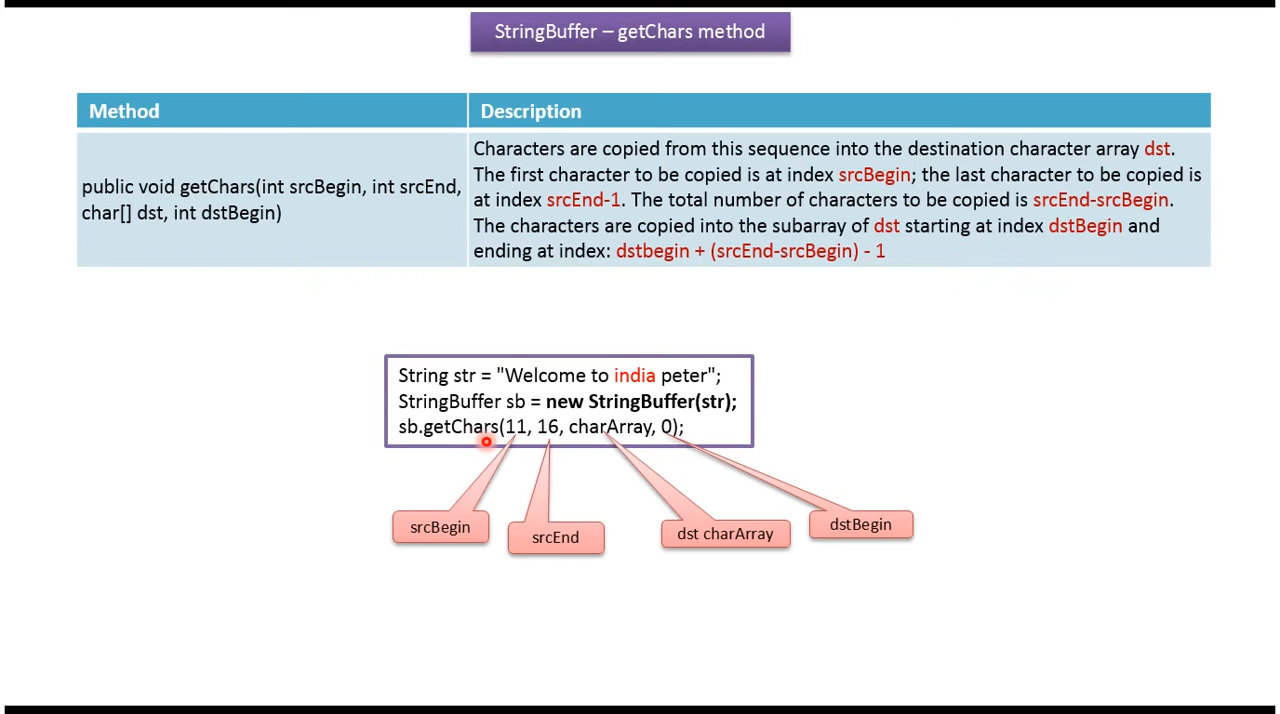 StringBuffer – getChars method
Method
Description
public void getChars(int srcBegin, int srcEnd,
char[] dst, int dstBegin)
Characters are copied from this sequence into the destination character array dst.
The first character to be copied is at index srcBegin; the last character to be copied is
at index srcEnd-1. The total number of characters to be copied is srcEnd-srcBegin.
The characters are copied into the subarray of dst starting at index dstBegin and
ending at index: dstbegin + (srcEnd-srcBegin) - 1
String str = "Welcome to india peter";
StringBuffer sb = new StringBuffer(str);
sb.getChars(11, 16, charArray, 0);
srcBegin
srcEnd
dst charArray
dstBegin